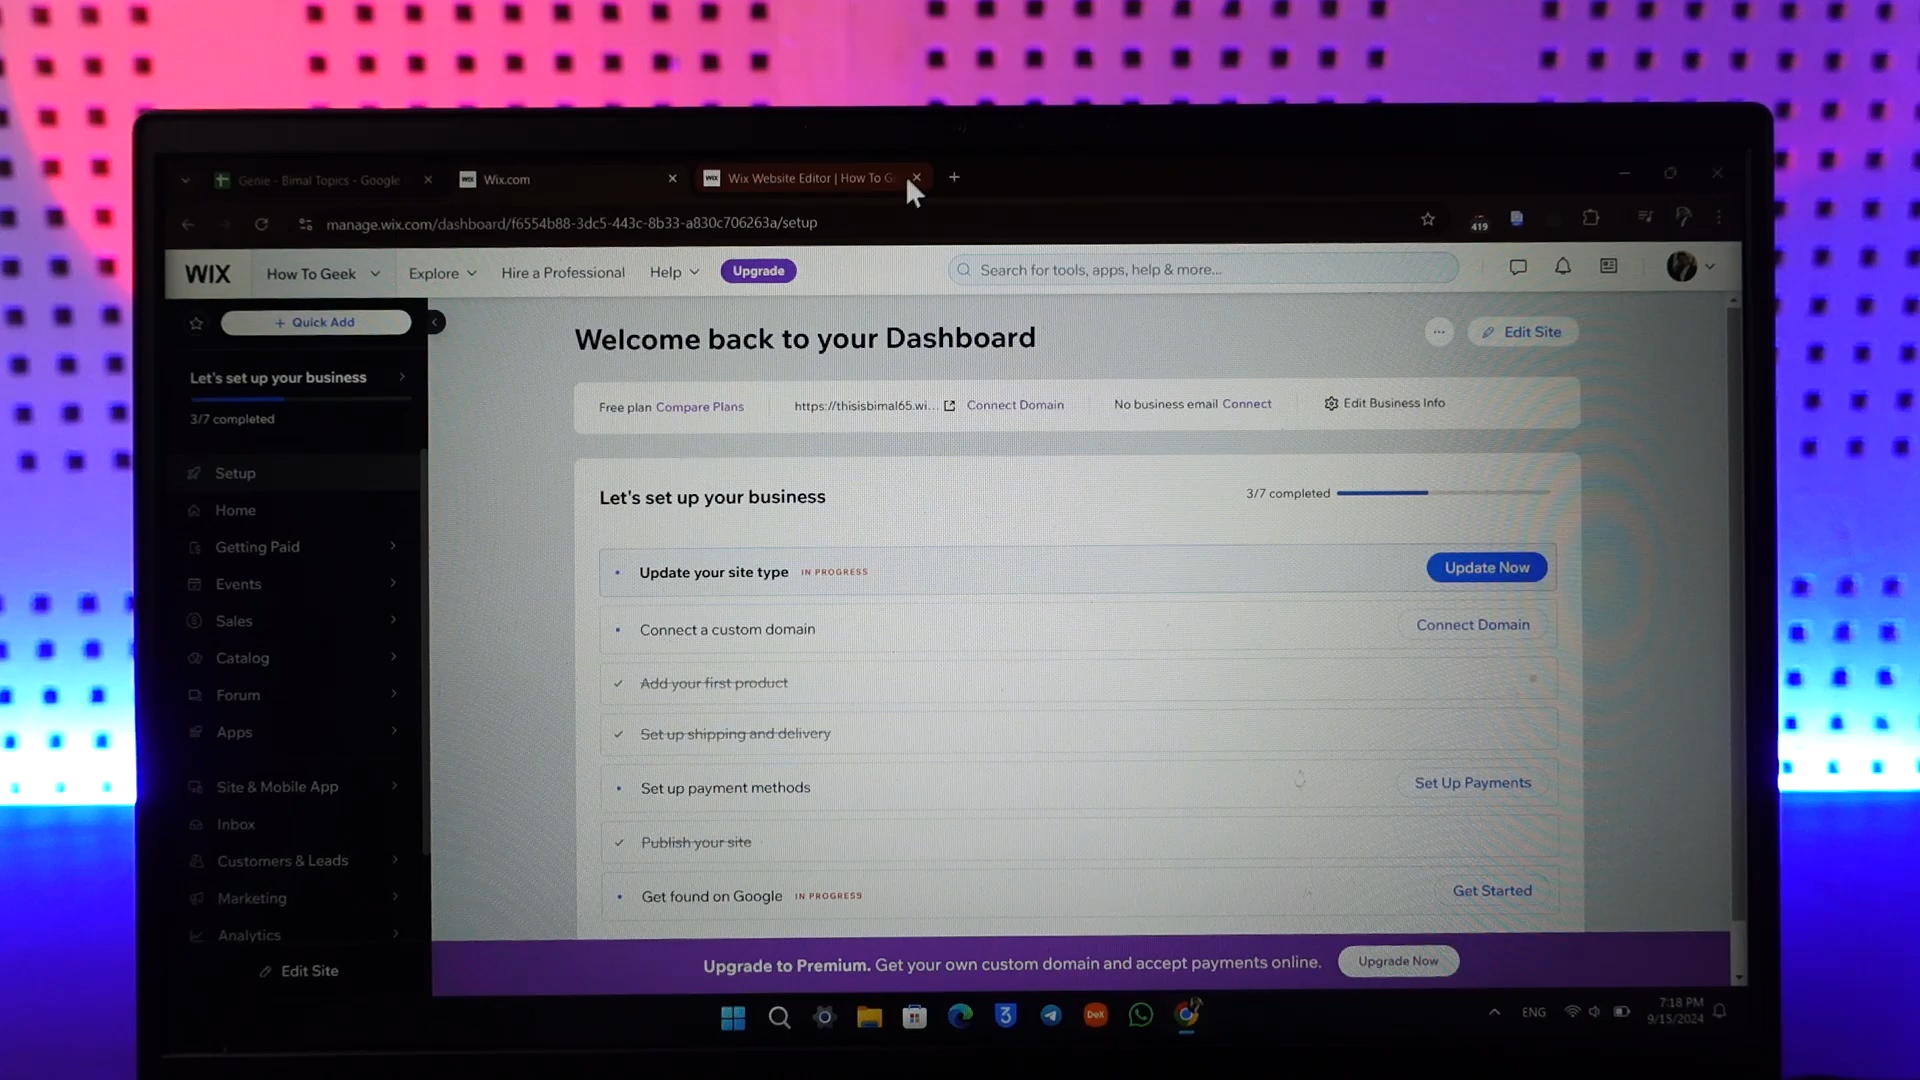 Genie - Bimal Topics - Google
Wix.com
WIX Wix Website Editor | How To G
manage.wix.com/dashboard/f6554b88-3dc5-443c-8b33-a830c706263a/setup
419
WIX How To Geek Explore Hire a Professional Help Upgrade Search for tools, apps, help & more...
+ Quick Add
Let's set up your business
3/7 completed
Setup
Home
Getting Paid
Events
Sales
Catalog
Forum
Apps
Site & Mobile App
Inbox
Customers & Leads
Marketing
Analytics
Edit Site
Welcome back to your Dashboard
... Edit Site
Free plan Compare Plans https://thisisbimal65.wi... Connect Domain No business email Connect Edit Business Info
Let's set up your business 3/7 completed
Update your site type IN PROGRESS Update Now
Connect a custom domain Connect Domain
Add your first product
Set up shipping and delivery
Set up payment methods Set Up Payments
Publish your site
Get found on Google IN PROGRESS Get Started
Upgrade to Premium. Get your own custom domain and accept payments online. Upgrade Now
3 DeX ENG 7:18 PM
9/15/2024